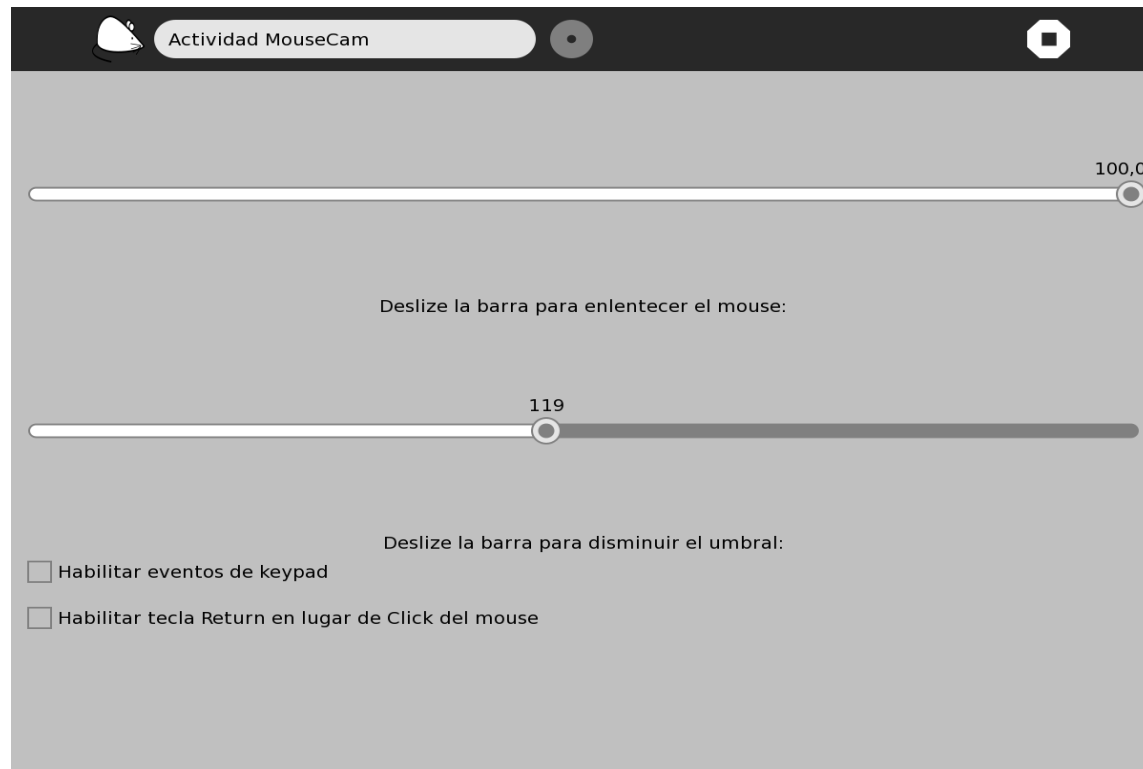 Actividad MouseCam
100,0
Deslize la barra para enlentecer el mouse:
119
Deslize la barra para disminuir el umbral:
Habilitar eventos de keypad
Habilitar tecla Return en lugar de Click del mouse